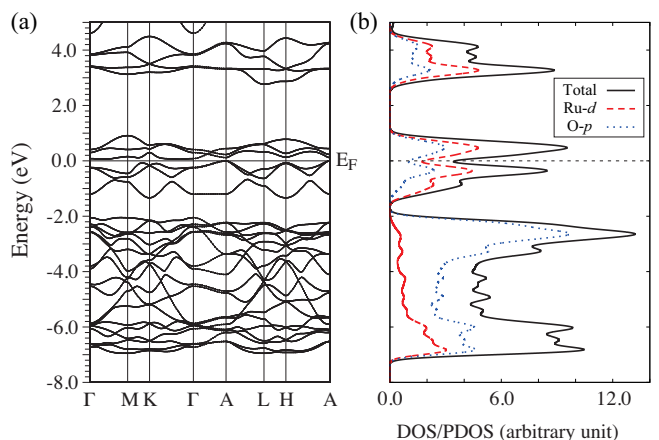 (a)
(b)
Energy (eV)
4.0
2.0
0.0
-2.0
-4.0
-6.0
-8.0
E_F
Γ M K Γ A L H A
Total
Ru-d
O-p
0.0 6.0 12.0
DOS/PDOS (arbitrary unit)